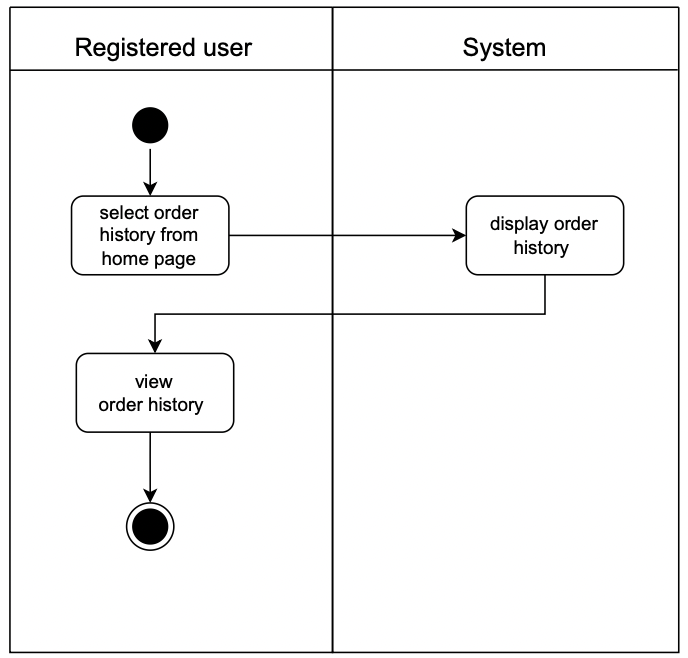 Registered user
System
select order
history from
home page
display order
history
view
order history